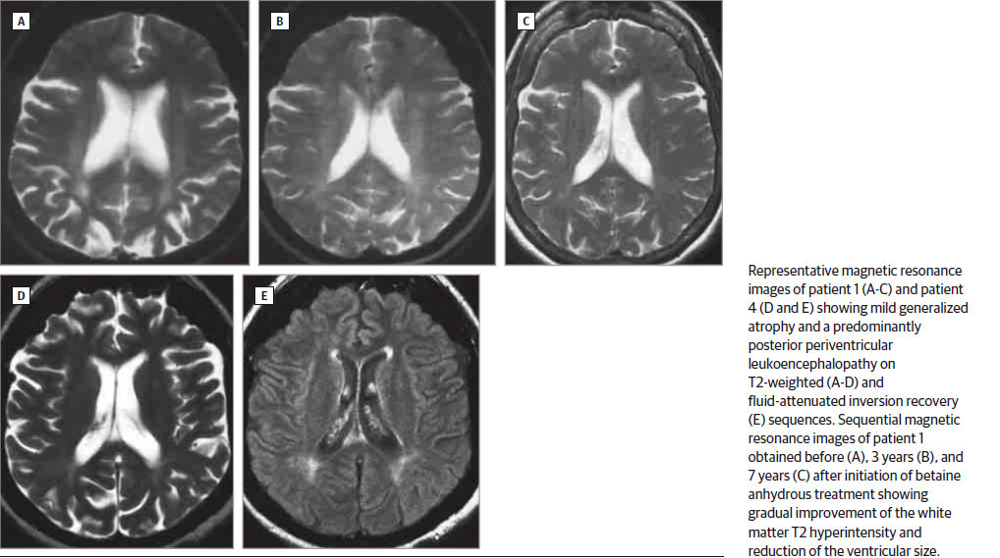 A
B
C
D
E
Representative magnetic resonance
images of patient 1 (A-C) and patient
4 (D and E) showing mild generalized
atrophy and a predominantly
posterior periventricular
leukoencephalopathy on
T2-weighted (A-D) and
fluid-attenuated inversion recovery
(E) sequences. Sequential magnetic
resonance images of patient 1
obtained before (A), 3 years (B), and
7 years (C) after initiation of betaine
anhydrous treatment showing
gradual improvement of the white
matter T2 hyperintensity and
reduction of the ventricular size.